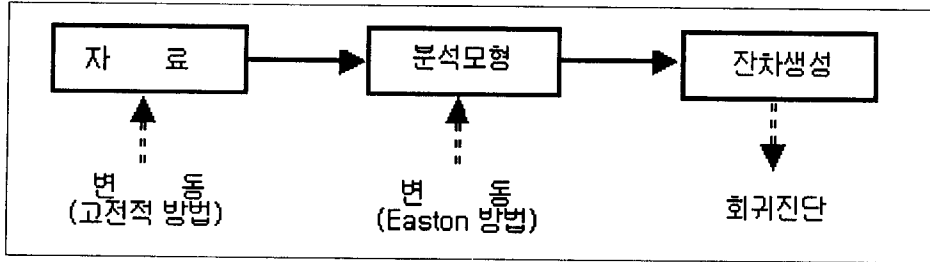 자 료
분석모형
잔차생성
변 동
(고전적 방법)
변 동
(Easton 방법)
회귀진단